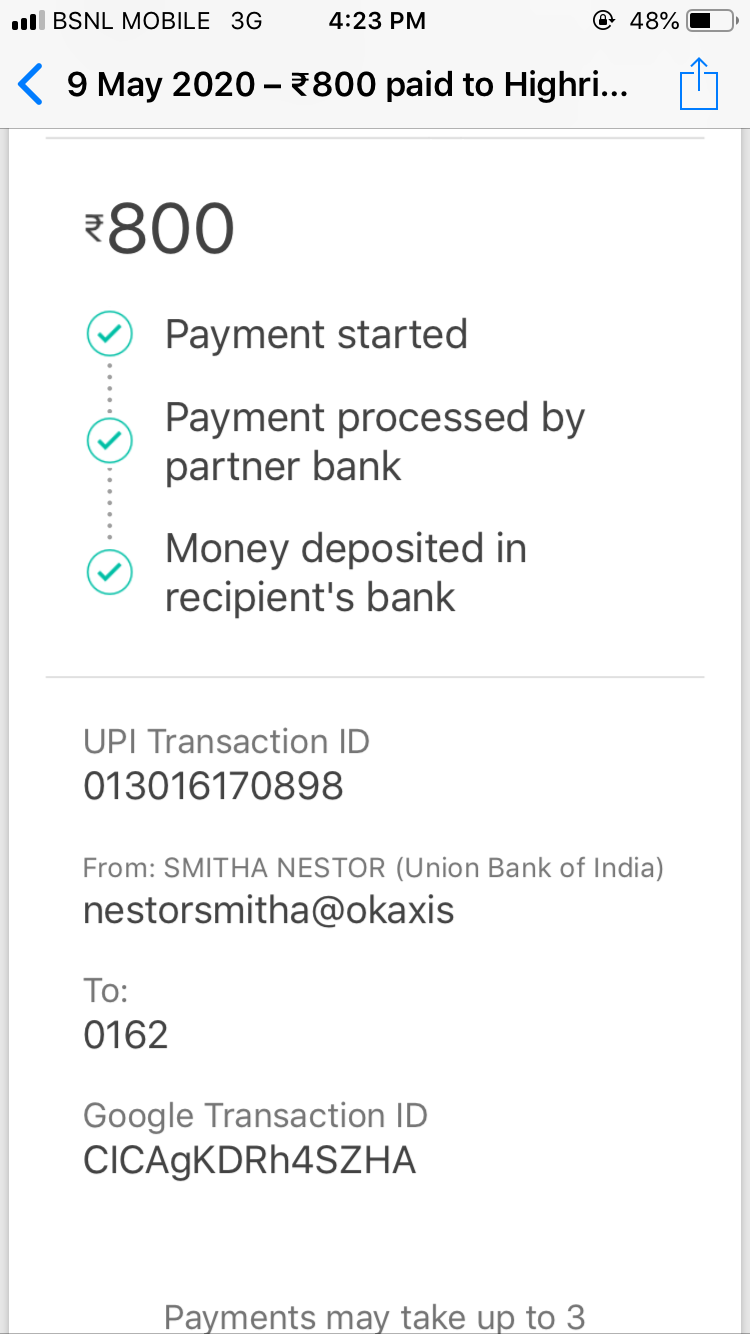 BSNL MOBILE 3G 4:23 PM 48%
9 May 2020 – ₹800 paid to Highri...
₹800
Payment started
Payment processed by
partner bank
Money deposited in
recipient's bank
UPI Transaction ID
013016170898
From: SMITHA NESTOR (Union Bank of India)
nestorsmitha@okaxis
To:
0162
Google Transaction ID
CICAgKDRh4SZHA
Payments may take up to 3